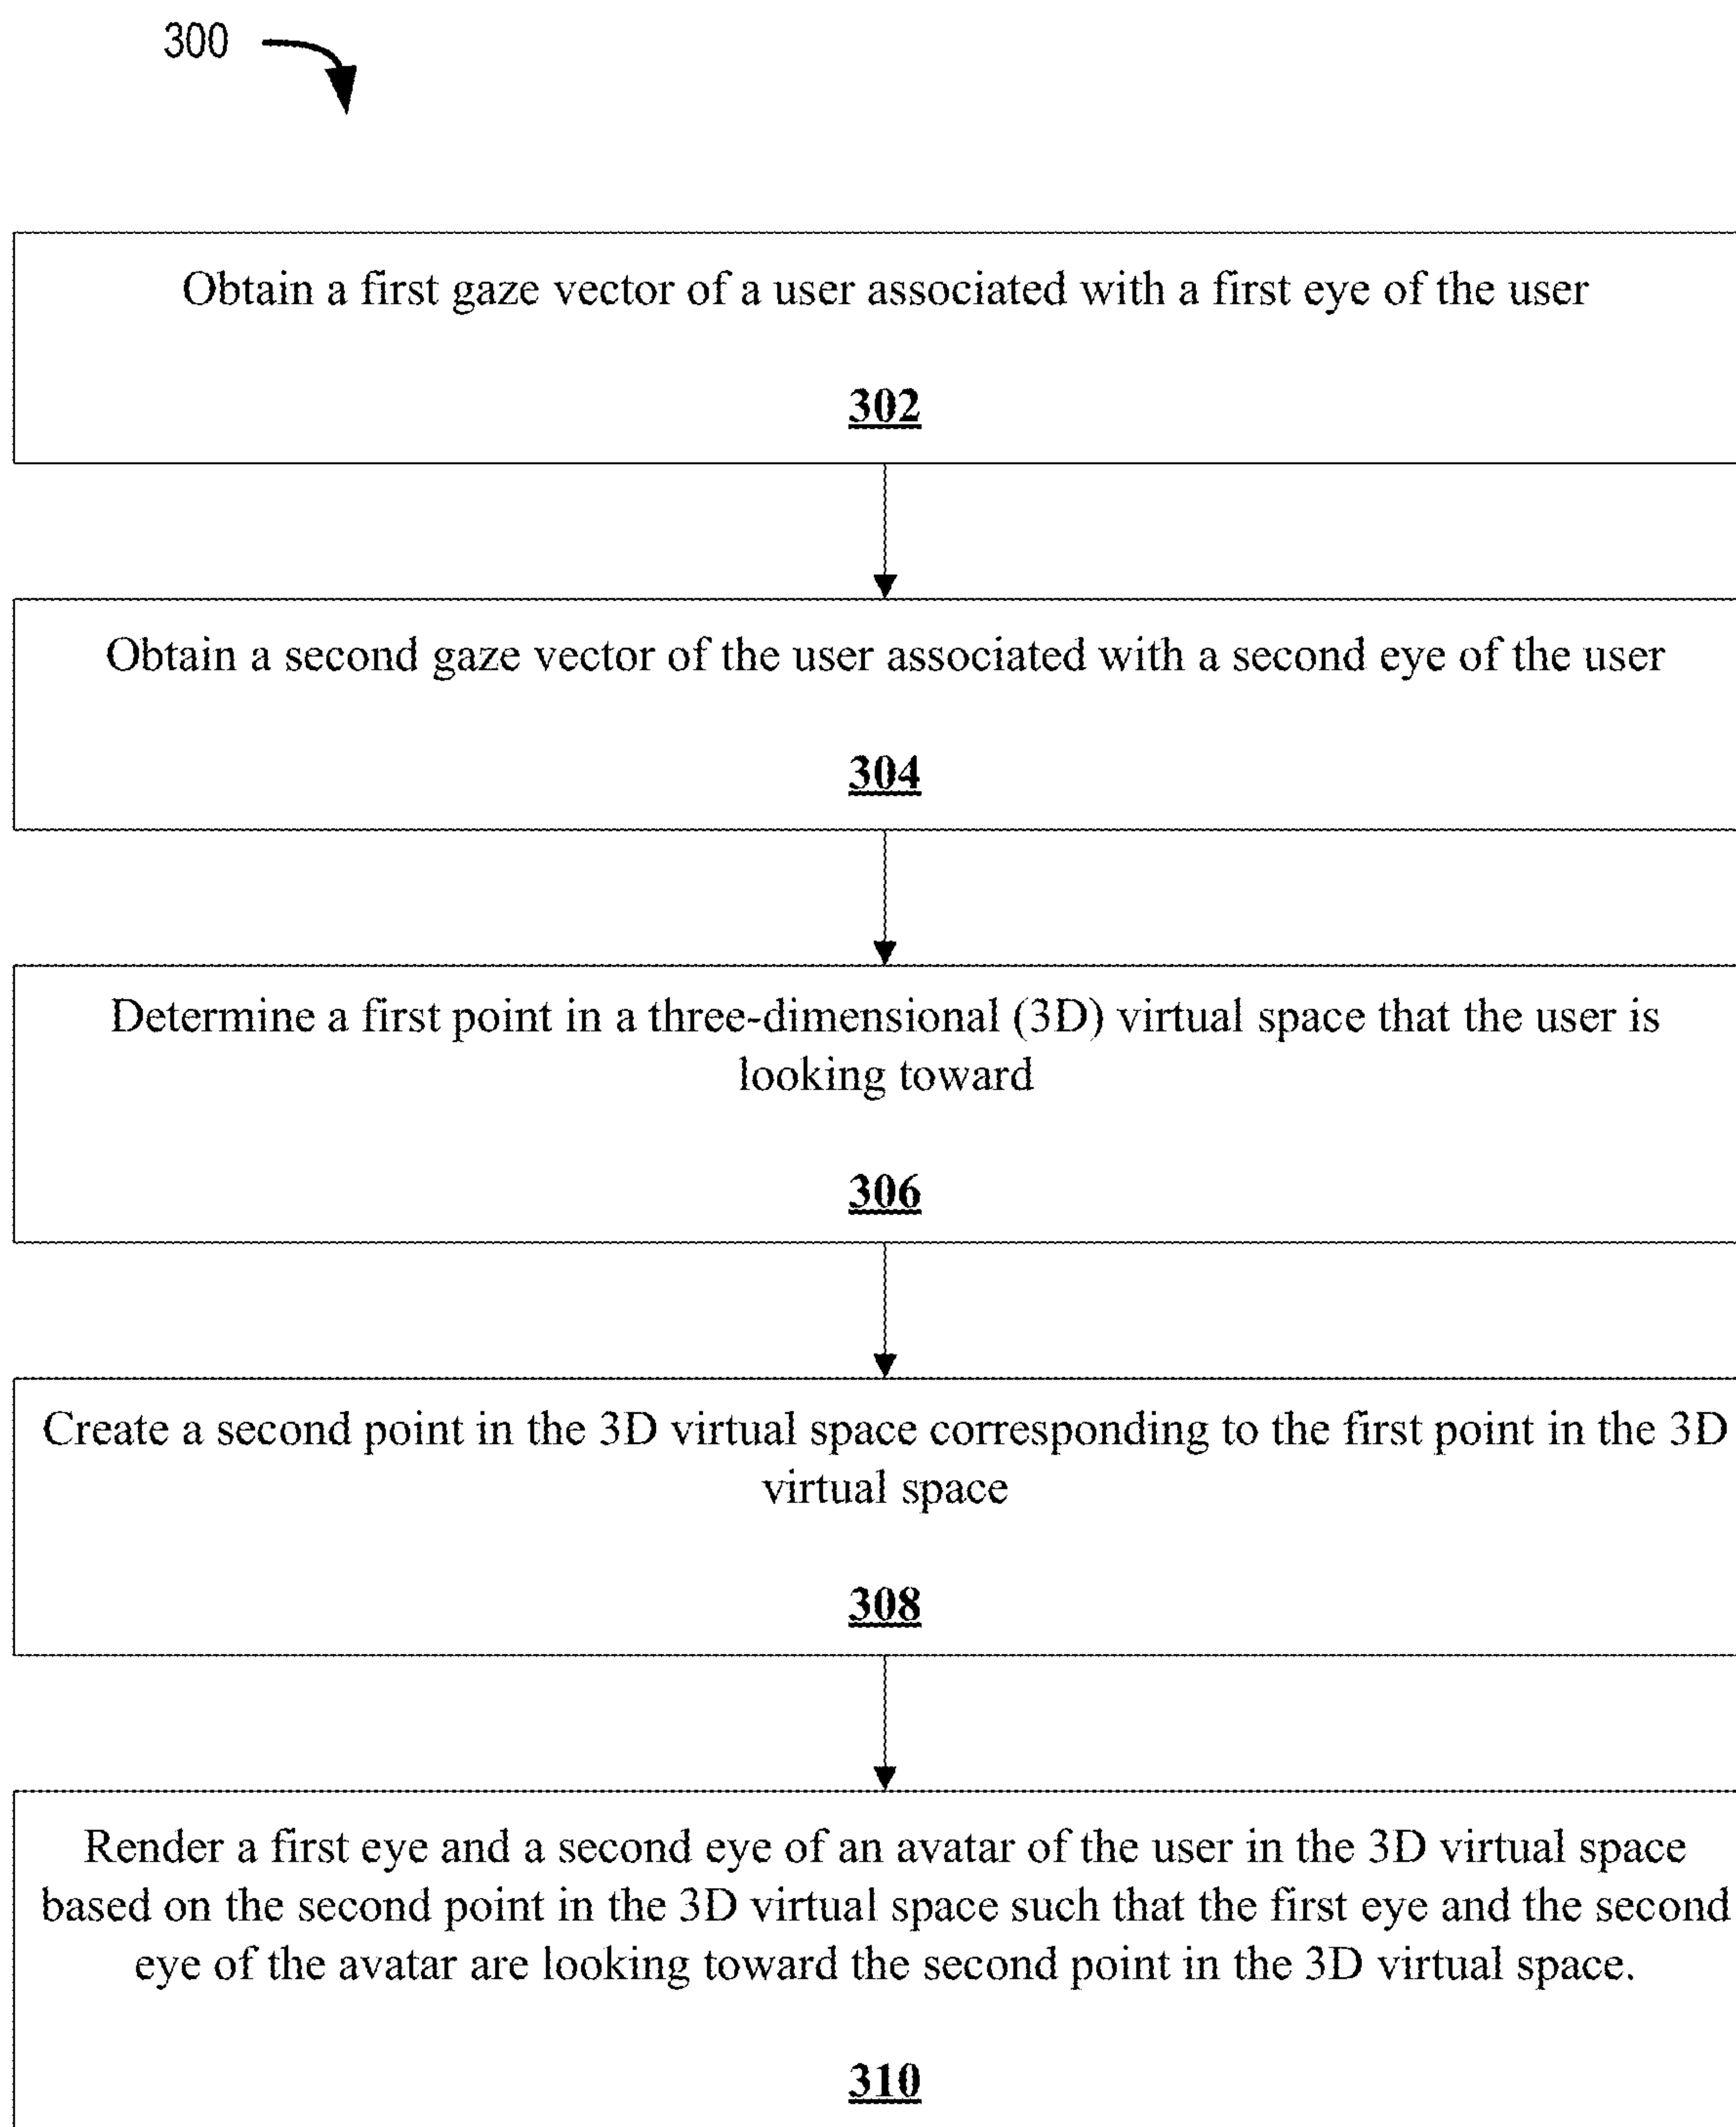 300
Obtain a first gaze vector of a user associated with a first eye of the user
302
Obtain a second gaze vector of the user associated with a second eye of the user
304
Determine a first point in a three-dimensional (3D) virtual space that the user is
looking toward
306
Create a second point in the 3D virtual space corresponding to the first point in the 3D
virtual space
308
Render a first eye and a second eye of an avatar of the user in the 3D virtual space
based on the second point in the 3D virtual space such that the first eye and the second
eye of the avatar are looking toward the second point in the 3D virtual space.
310